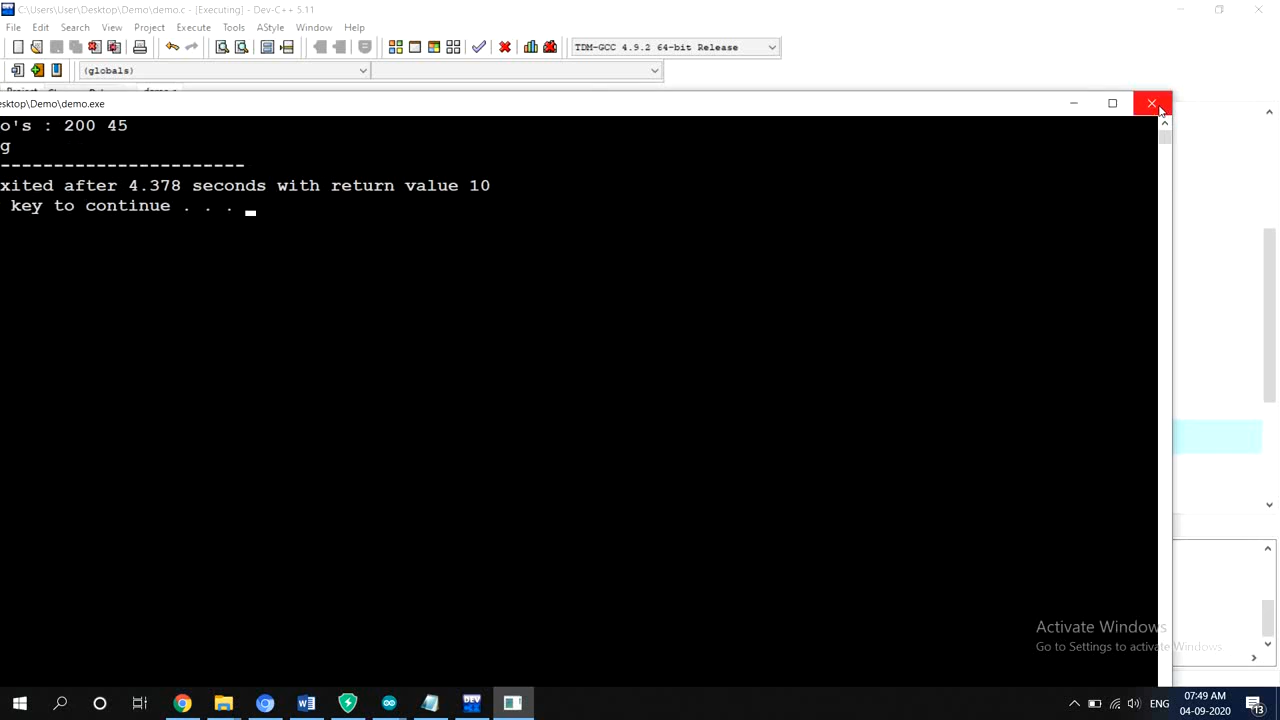 C:\Users\User\Desktop\Demo\demo.c - [Executing] - Dev-C++ 5.11
File Edit Search View Project Execute Tools AStyle Window Help
TDM-GCC 4.9.2 64-bit Release
(globals)
esktop\Demo\demo.exe
o's : 200 45
g
-----------------------
xited after 4.378 seconds with return value 10
key to continue . . .
Activate Windows
Go to Settings to activate Windows.
DEV
ENG
07:49 AM
04-09-2020
13